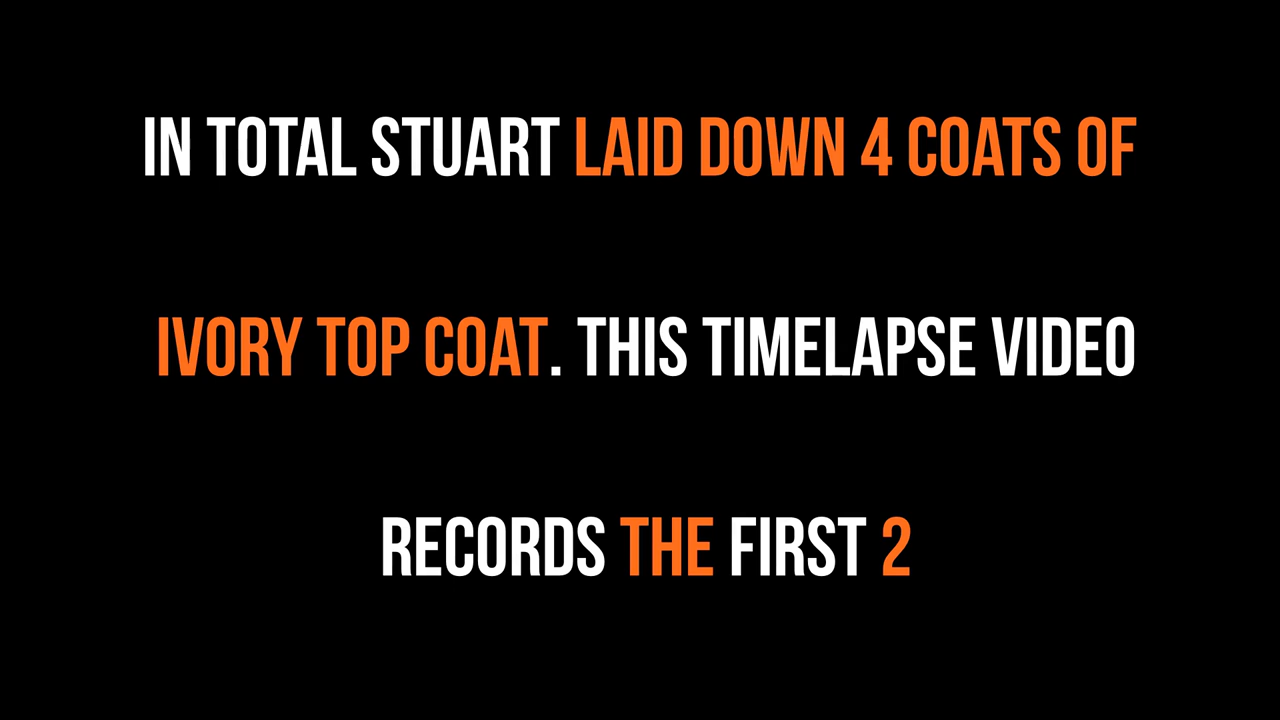 IN TOTAL STUART LAID DOWN 4 COATS OF
IVORY TOP COAT. THIS TIMELAPSE VIDEO
RECORDS THE FIRST 2